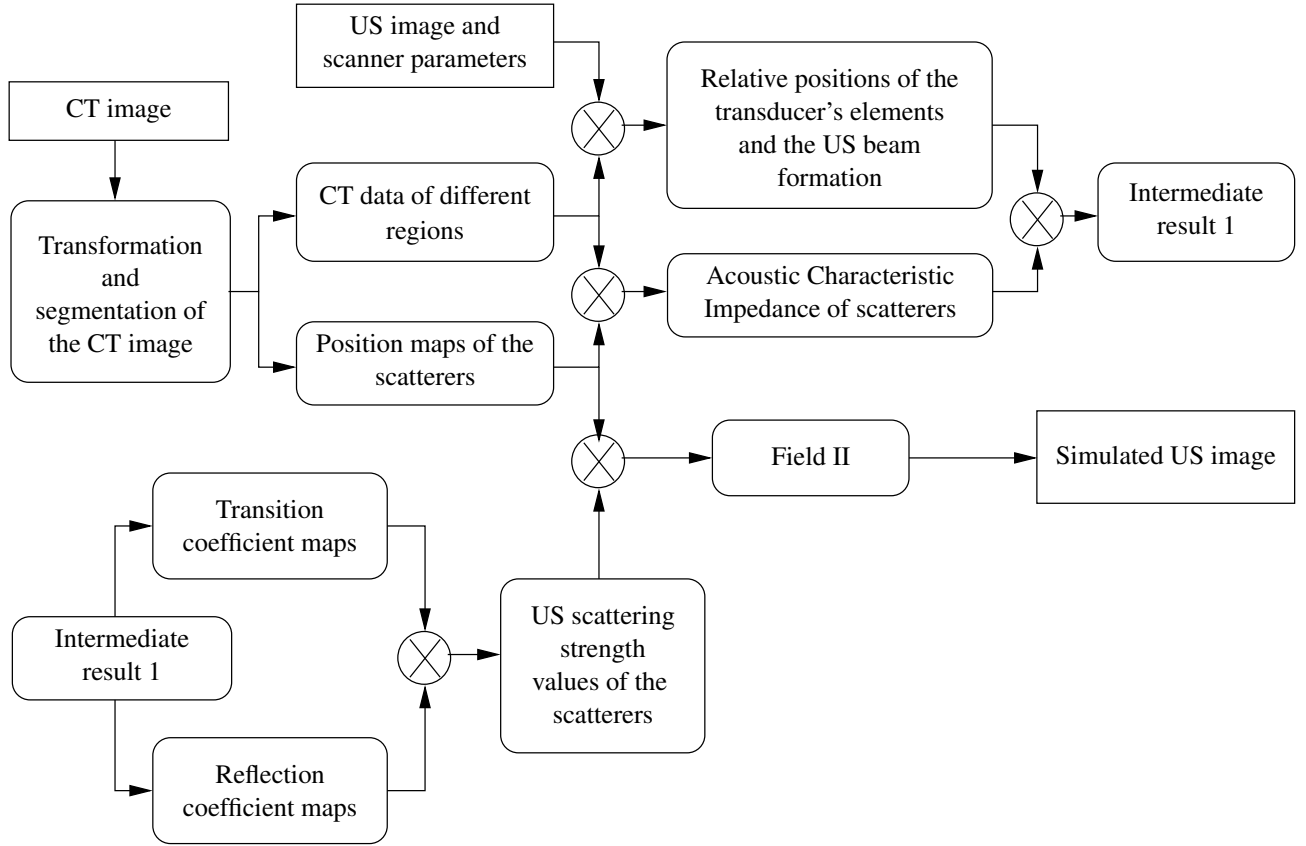 US image and
scanner parameters
CT image
Relative positions of the
transducer's elements
and the US beam
formation
CT data of different
regions
Intermediate
result 1
Transformation
and
segmentation of
the CT image
Acoustic Characteristic
Impedance of scatterers
Position maps of the
scatterers
Field II
Simulated US image
Transition
coefficient maps
Intermediate
result 1
US scattering
strength
values of the
scatterers
Reflection
coefficient maps